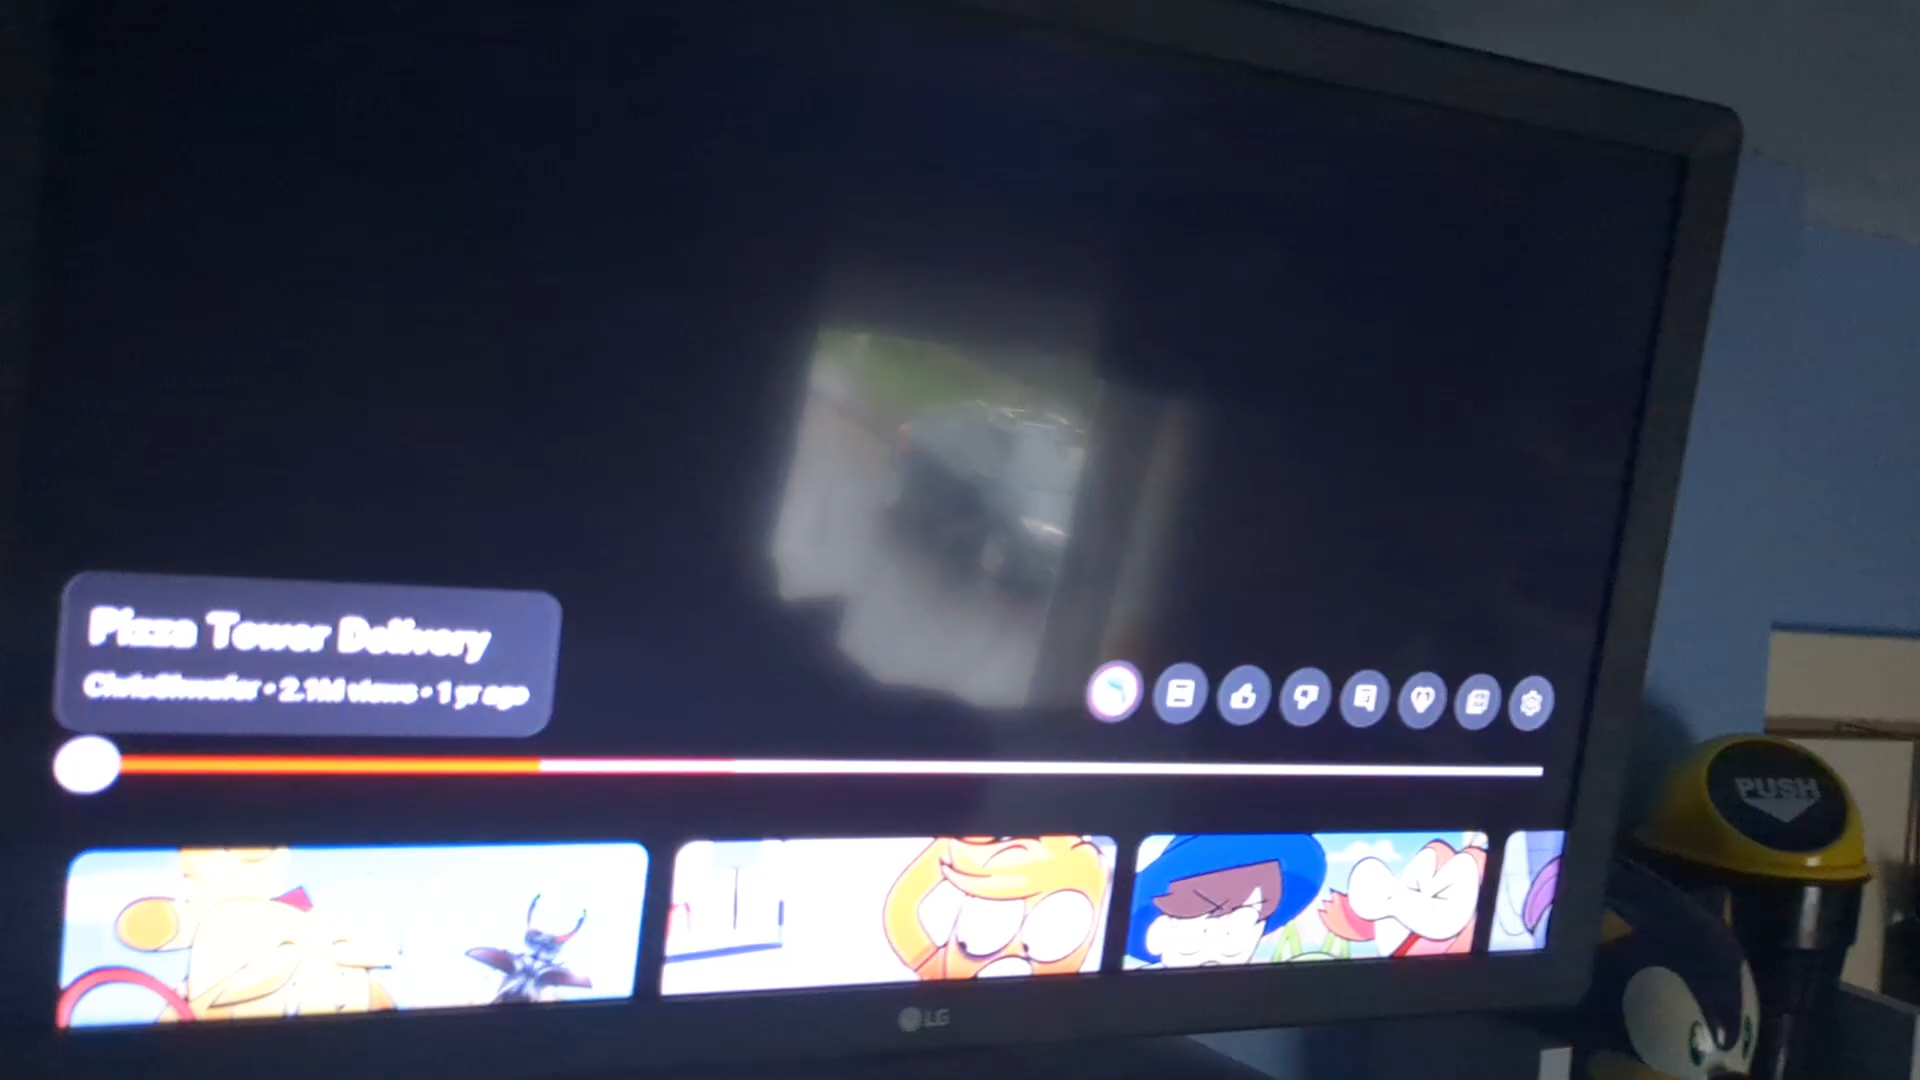 Pizza Tower Delivery
• 2.1M views • 1 yr ago
PUSH
LG